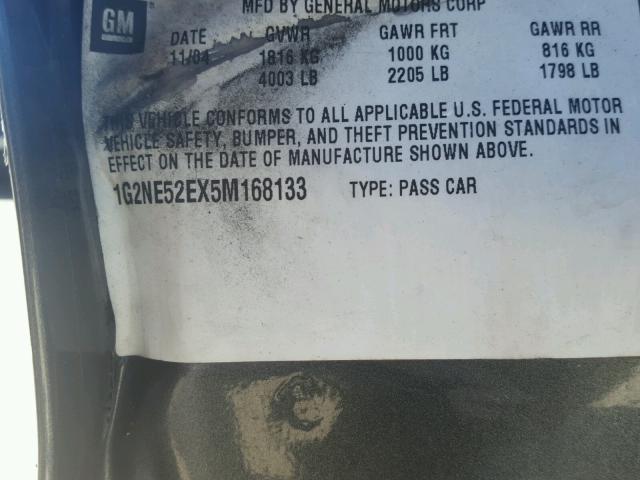 GM
MFD BY GENERAL MOTORS CORP
DATE GVWR GAWR FRT GAWR RR
11/04 1816 KG 1000 KG 816 KG
4003 LB 2205 LB 1798 LB
THIS VEHICLE CONFORMS TO ALL APPLICABLE U.S. FEDERAL MOTOR
VEHICLE SAFETY, BUMPER, AND THEFT PREVENTION STANDARDS IN
EFFECT ON THE DATE OF MANUFACTURE SHOWN ABOVE.
1G2NE52EX5M168133 TYPE: PASS CAR